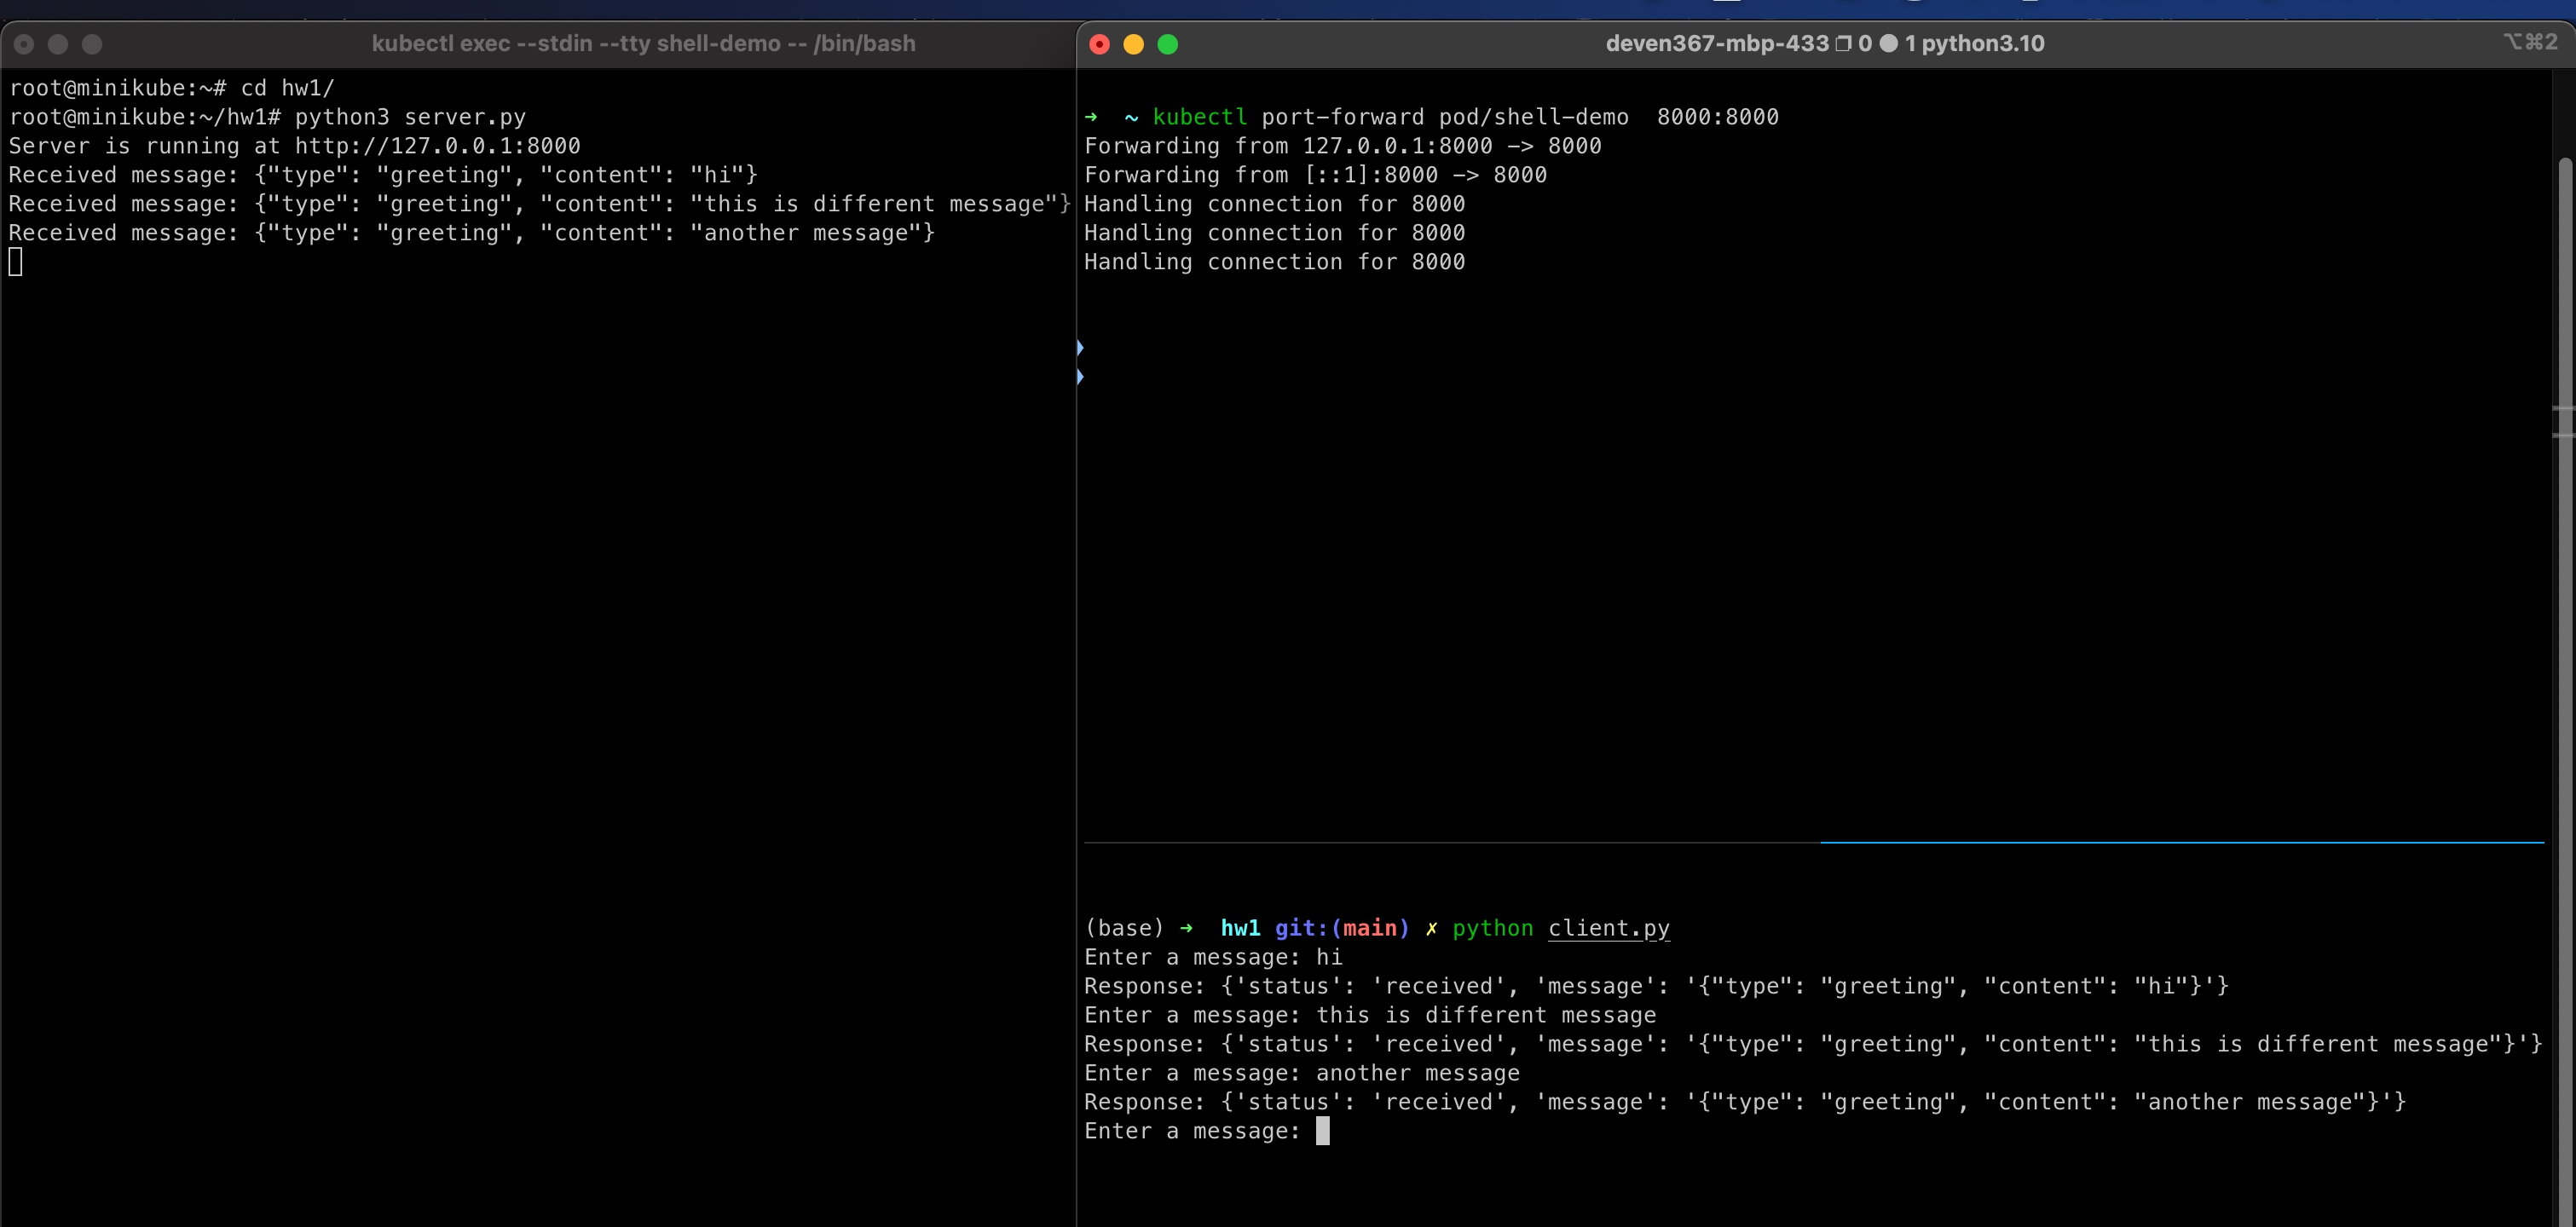 kubectl exec --stdin --tty shell-demo -- /bin/bash
root@minikube:~# cd hw1/
root@minikube:~/hw1# python3 server.py
Server is running at http://127.0.0.1:8000
Received message: {"type": "greeting", "content": "hi"}
Received message: {"type": "greeting", "content": "this is different message"}
Received message: {"type": "greeting", "content": "another message"}
deven367-mbp-433 ❐ 0 ● 1 python3.10
⌥⌘2
➜  ~ kubectl port-forward pod/shell-demo  8000:8000
Forwarding from 127.0.0.1:8000 -> 8000
Forwarding from [::1]:8000 -> 8000
Handling connection for 8000
Handling connection for 8000
Handling connection for 8000
(base) ➜  hw1 git:(main) ✗ python client.py
Enter a message: hi
Response: {'status': 'received', 'message': '{"type": "greeting", "content": "hi"}'}
Enter a message: this is different message
Response: {'status': 'received', 'message': '{"type": "greeting", "content": "this is different message"}'}
Enter a message: another message
Response: {'status': 'received', 'message': '{"type": "greeting", "content": "another message"}'}
Enter a message: